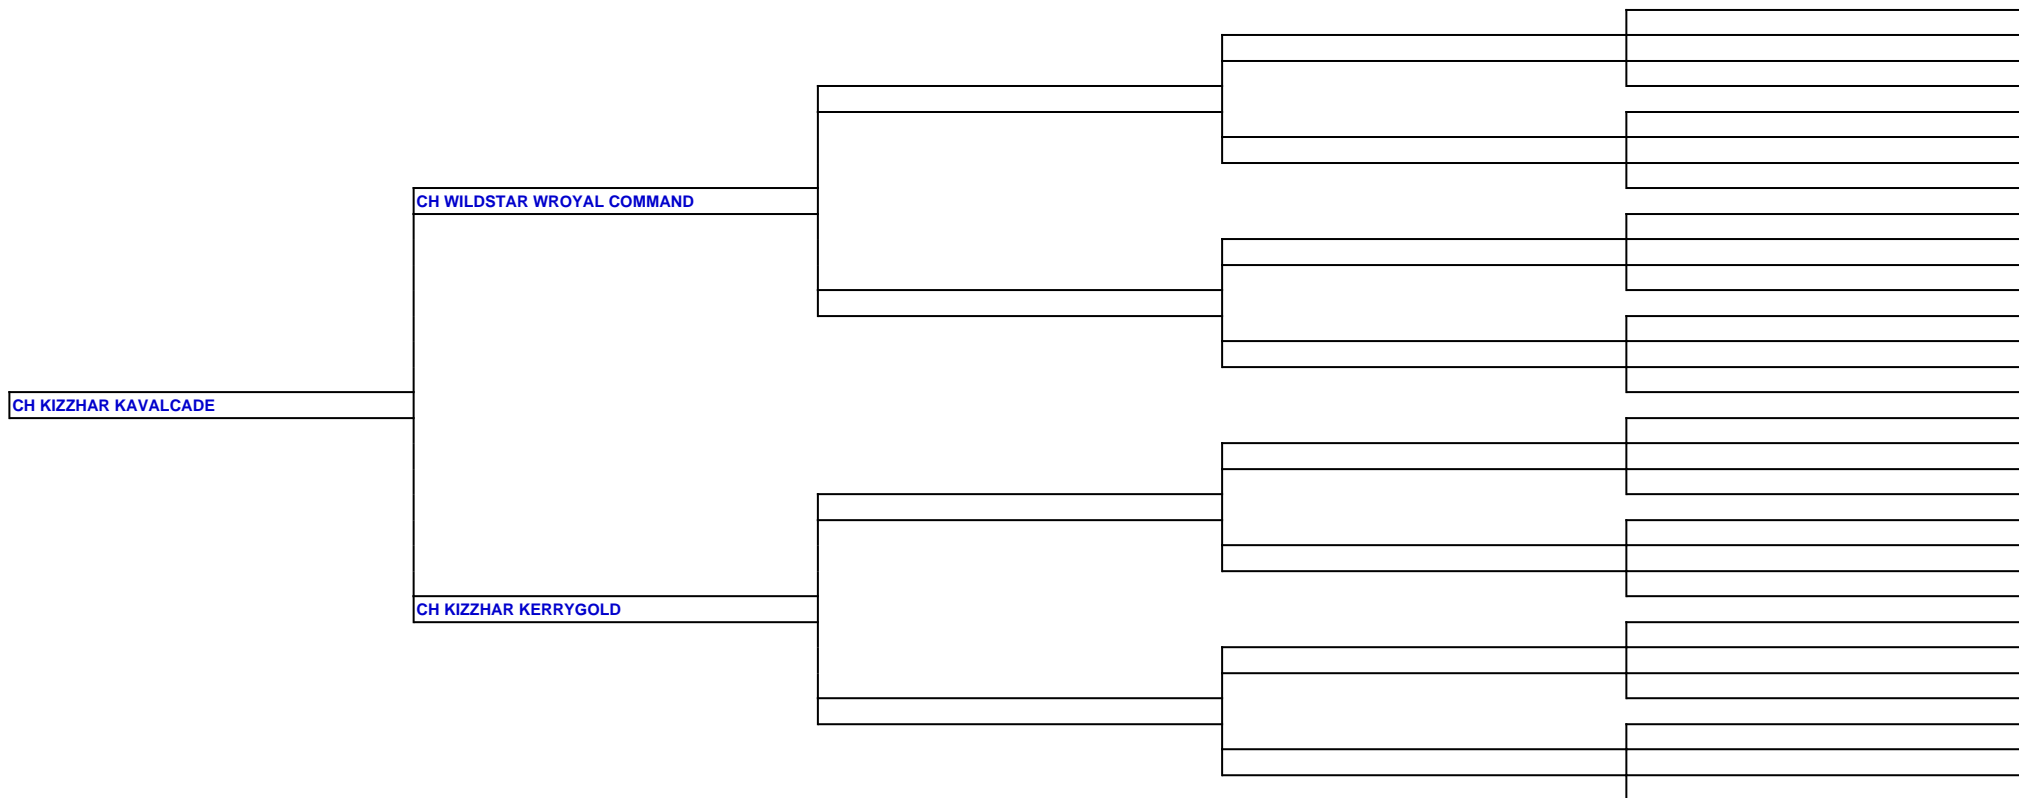 CH WILDSTAR WROYAL COMMAND
CH KIZZHAR KAVALCADE
CH KIZZHAR KERRYGOLD